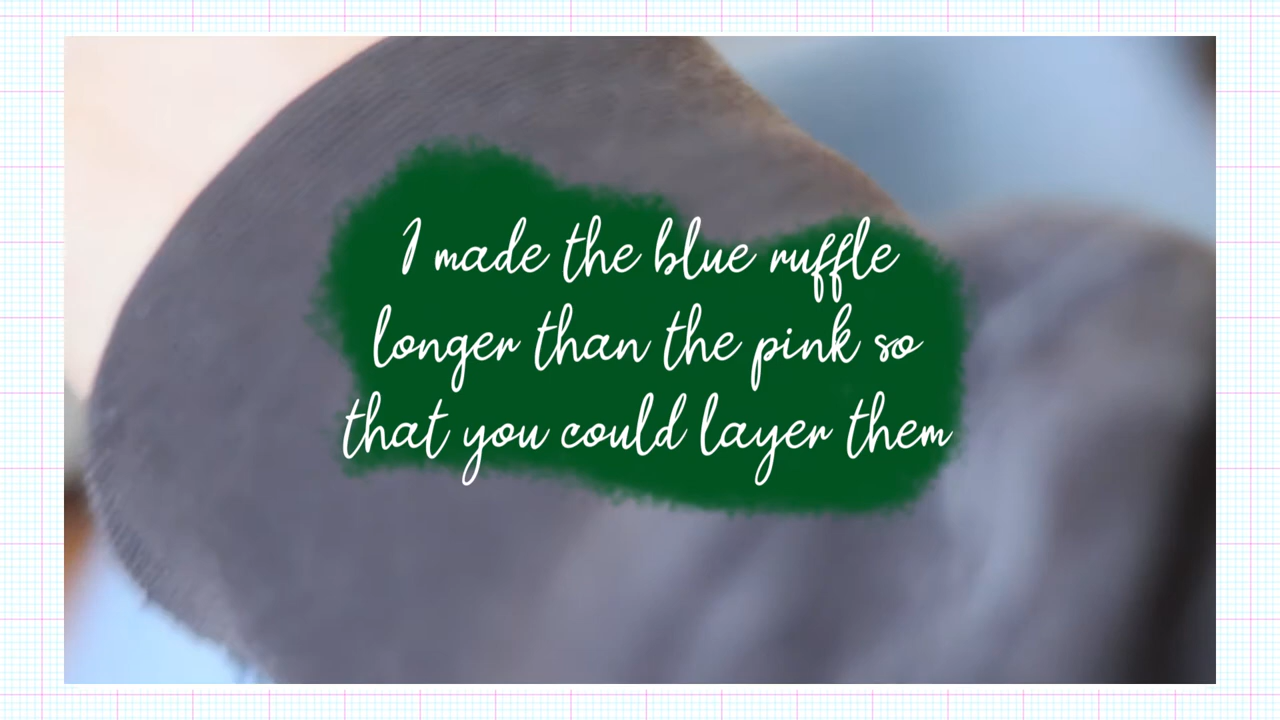 I made the blue ruffle
longer than the pink so
that you could layer them